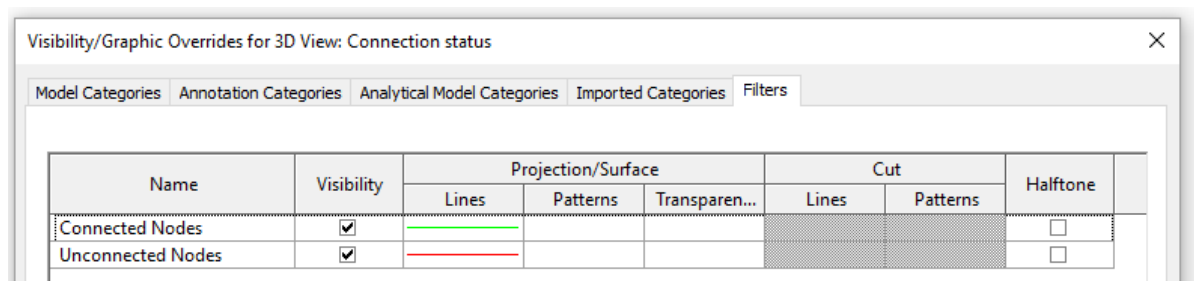 Visibility/Graphic Overrides for 3D View: Connection status
Model Categories Annotation Categories Analytical Model Categories Imported Categories Filters
Name Visibility Projection/Surface Cut Halftone
Lines Patterns Transparen... Lines Patterns
Connected Nodes
Unconnected Nodes